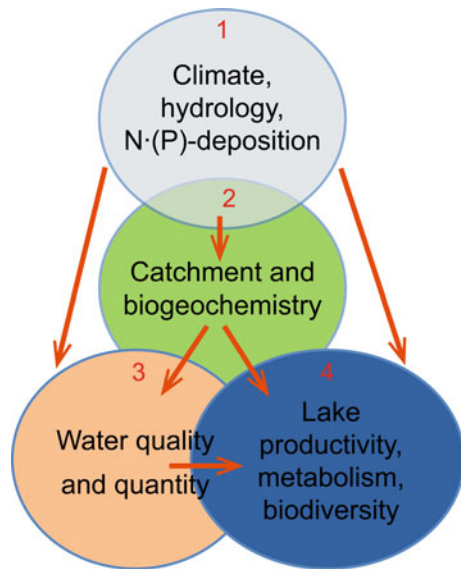 1
Climate,
hydrology,
N·(P)-deposition
2
Catchment and
biogeochemistry
3
Water quality
and quantity
4
Lake
productivity,
metabolism,
biodiversity